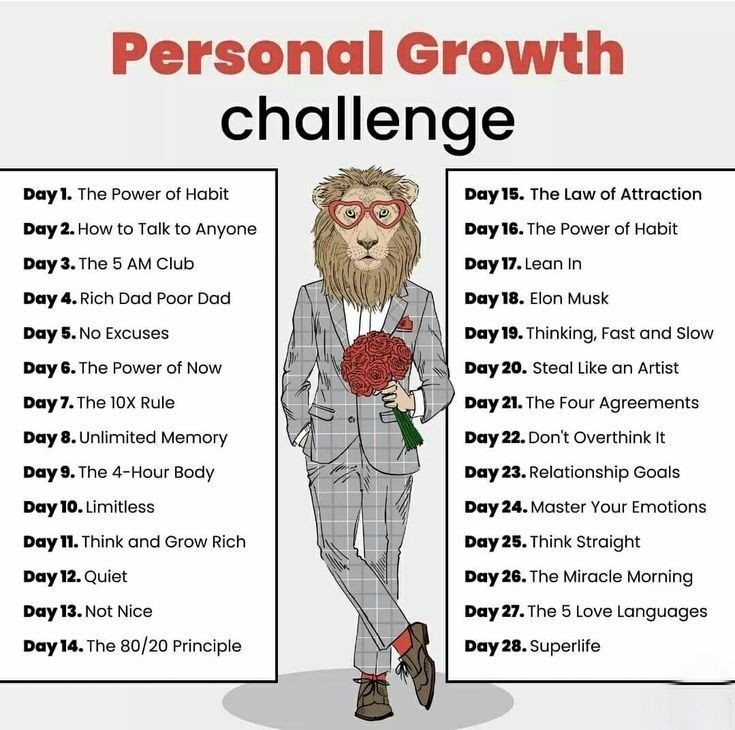 Personal Growth
challenge
Day 1. The Power of Habit
Day 2. How to Talk to Anyone
Day 3. The 5 AM Club
Day 4. Rich Dad Poor Dad
Day 5. No Excuses
Day 6. The Power of Now
Day 7. The 10X Rule
Day 8. Unlimited Memory
Day 9. The 4-Hour Body
Day 10. Limitless
Day 11. Think and Grow Rich
Day 12. Quiet
Day 13. Not Nice
Day 14. The 80/20 Principle
Day 15. The Law of Attraction
Day 16. The Power of Habit
Day 17. Lean In
Day 18. Elon Musk
Day 19. Thinking, Fast and Slow
Day 20. Steal Like an Artist
Day 21. The Four Agreements
Day 22. Don't Overthink It
Day 23. Relationship Goals
Day 24. Master Your Emotions
Day 25. Think Straight
Day 26. The Miracle Morning
Day 27. The 5 Love Languages
Day 28. Superlife